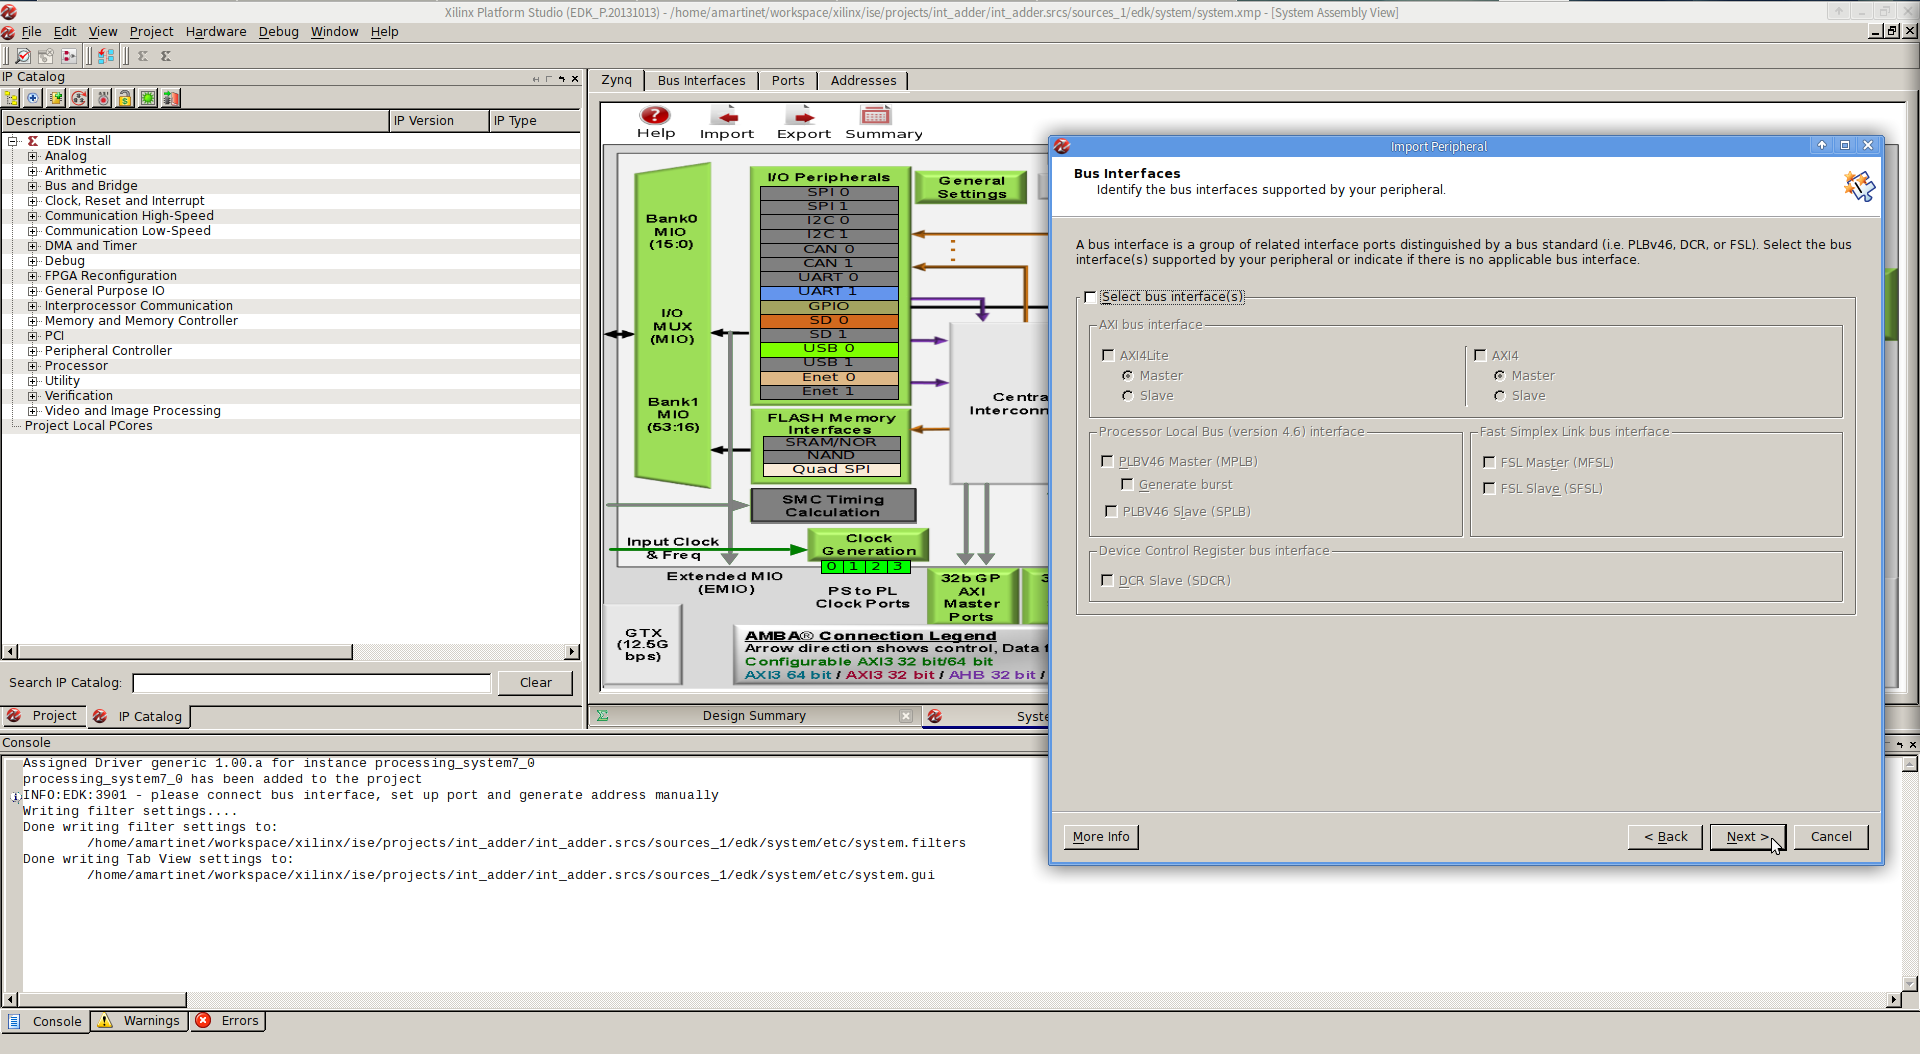 Xilinx Platform Studio (EDK_P.20131013) - /home/amartinet/workspace/xilinx/ise/projects/int_adder/int_adder.srcs/sources_1/edk/system/system.xmp - [System Assembly View]
File Edit View Project Hardware Debug Window Help
IP Catalog
Description IP Version IP Type
EDK Install
Analog
Arithmetic
Bus and Bridge
Clock, Reset and Interrupt
Communication High-Speed
Communication Low-Speed
DMA and Timer
Debug
FPGA Reconfiguration
General Purpose IO
Interprocessor Communication
Memory and Memory Controller
PCI
Peripheral Controller
Processor
Utility
Verification
Video and Image Processing
Project Local PCores
Search IP Catalog: Clear
Project IP Catalog
Zynq Bus Interfaces Ports Addresses
Help Import Export Summary
Bank0
MIO
(15:0)
I/O
MUX
(MIO)
Bank1
MIO
(53:16)
I/O Peripherals
SPI 0
SPI 1
I2C 0
I2C 1
CAN 0
CAN 1
UART 0
UART 1
GPIO
SD 0
SD 1
USB 0
USB 1
Enet 0
Enet 1
General
Settings
FLASH Memory
Interfaces
SRAM/NOR
NAND
Quad SPI
SMC Timing
Calculation
Input Clock
& Freq
Clock
Generation
0 1 2 3
Extended MIO
(EMIO)
PS to PL
Clock Ports
Centra
Interconn
32b GP
AXI
Master
Ports
3
GTX
(12.5G
bps)
AMBA® Connection Legend
Arrow direction shows control, Data f
Configurable AXI3 32 bit/64 bit
AXI3 64 bit / AXI3 32 bit / AHB 32 bit /
Design Summary Syste
Import Peripheral
Bus Interfaces
Identify the bus interfaces supported by your peripheral.
A bus interface is a group of related interface ports distinguished by a bus standard (i.e. PLBv46, DCR, or FSL). Select the bus
interface(s) supported by your peripheral or indicate if there is no applicable bus interface.
Select bus interface(s)
AXI bus interface
AXI4Lite AXI4
Master Master
Slave Slave
Processor Local Bus (version 4.6) interface
PLBV46 Master (MPLB)
Generate burst
PLBV46 Slave (SPLB)
Fast Simplex Link bus interface
FSL Master (MFSL)
FSL Slave (SFSL)
Device Control Register bus interface
DCR Slave (SDCR)
More Info < Back Next > Cancel
Console
Assigned Driver generic 1.00.a for instance processing_system7_0
processing_system7_0 has been added to the project
INFO:EDK:3901 - please connect bus interface, set up port and generate address manually
Writing filter settings....
Done writing filter settings to:
/home/amartinet/workspace/xilinx/ise/projects/int_adder/int_adder.srcs/sources_1/edk/system/etc/system.filters
Done writing Tab View settings to:
/home/amartinet/workspace/xilinx/ise/projects/int_adder/int_adder.srcs/sources_1/edk/system/etc/system.gui
Console Warnings Errors